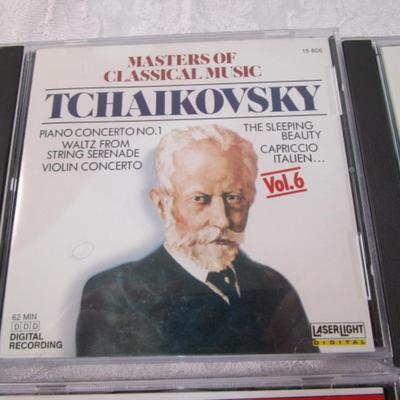 MASTERS OF
CLASSICAL MUSIC
15 806
TCHAIKOVSKY
PIANO CONCERTO NO.1
WALTZ FROM
STRING SERENADE
VIOLIN CONCERTO
THE SLEEPING
BEAUTY
CAPRICCIO
ITALIEN...
Vol.6
62 MIN
DDD
DIGITAL
RECORDING
LASERLIGHT
DIGITAL